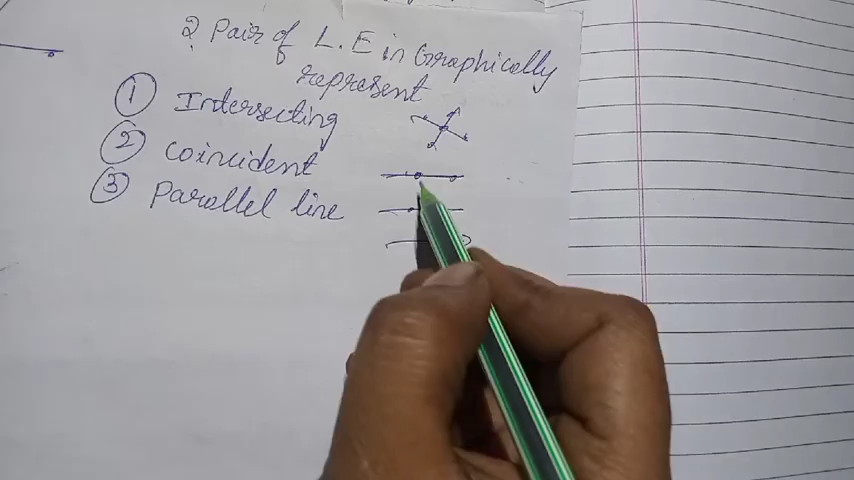 2 Pair of L.E in Graphically
represent
1 Intersecting
2 Coincident
3 Parallel line